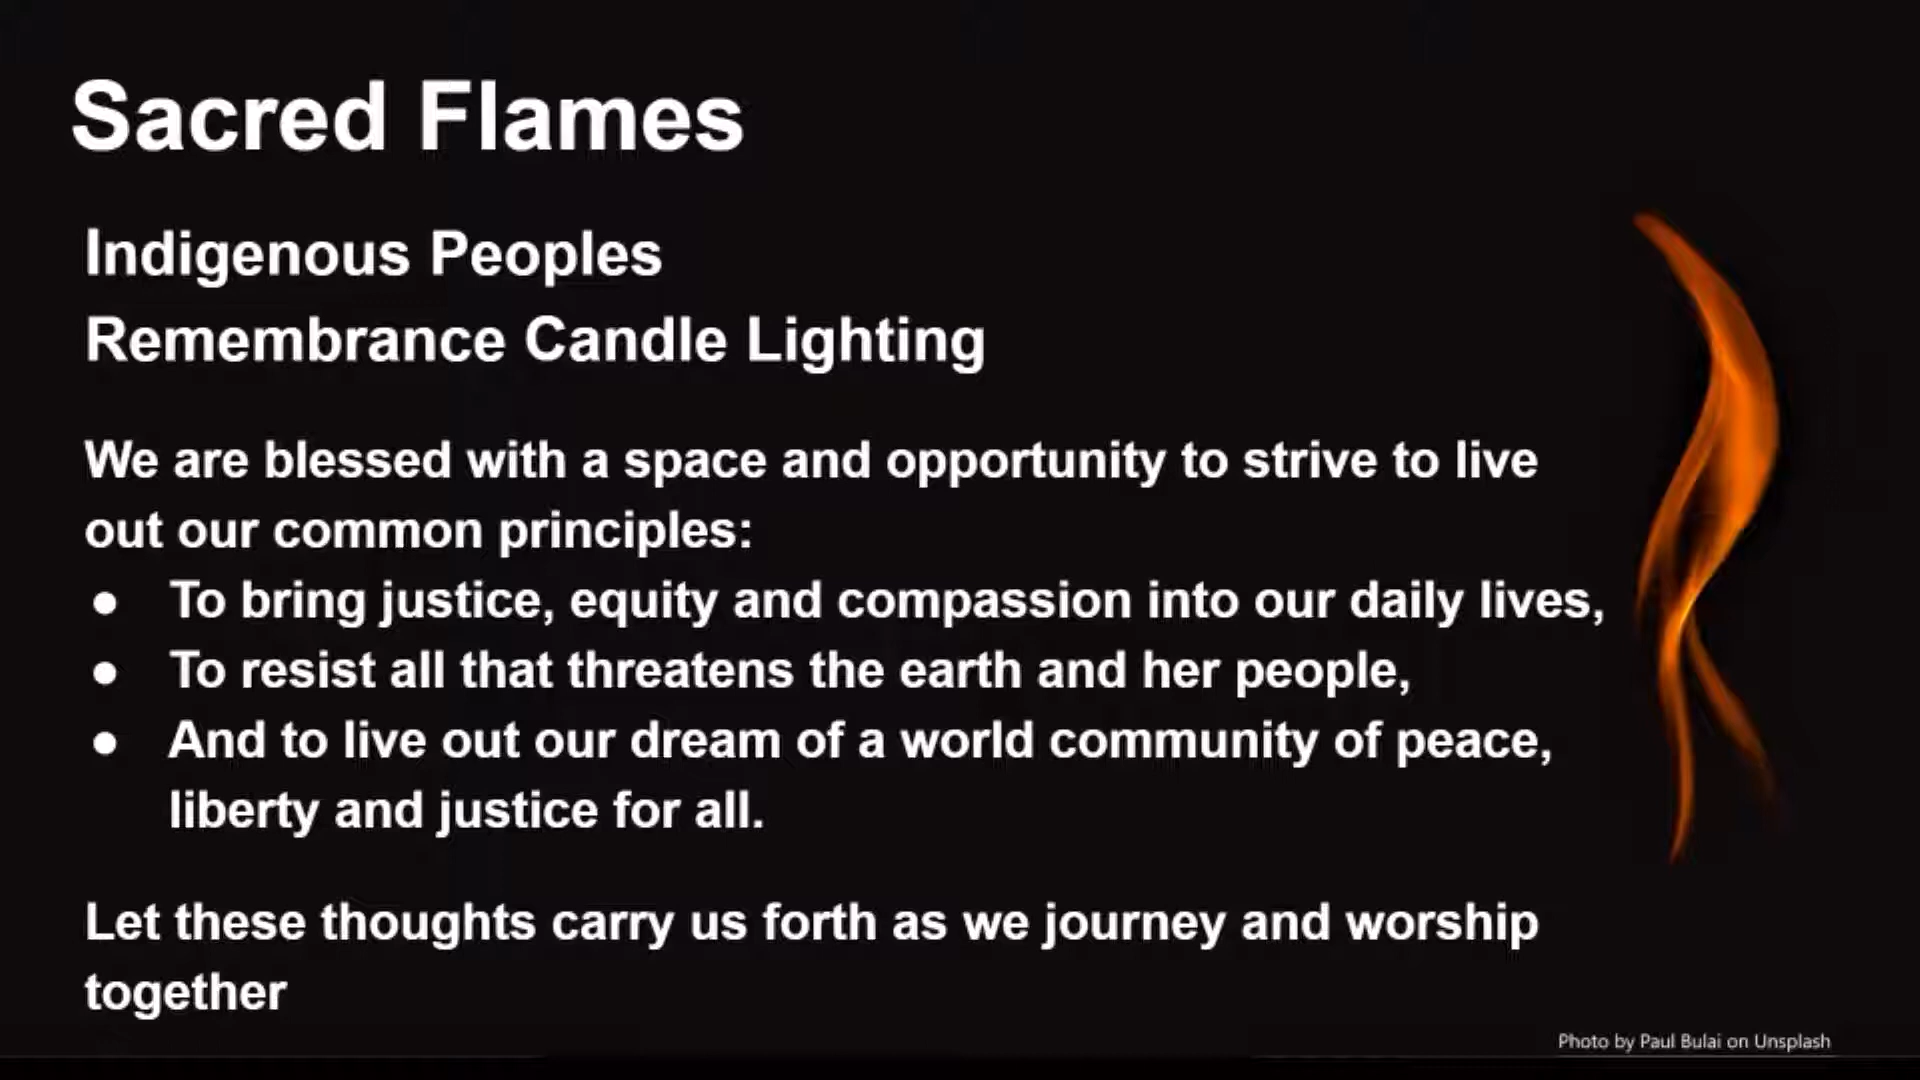 Sacred Flames
Indigenous Peoples
Remembrance Candle Lighting
We are blessed with a space and opportunity to strive to live
out our common principles:
● To bring justice, equity and compassion into our daily lives,
● To resist all that threatens the earth and her people,
● And to live out our dream of a world community of peace,
liberty and justice for all.
Let these thoughts carry us forth as we journey and worship
together
Photo by Paul Bulai on Unsplash